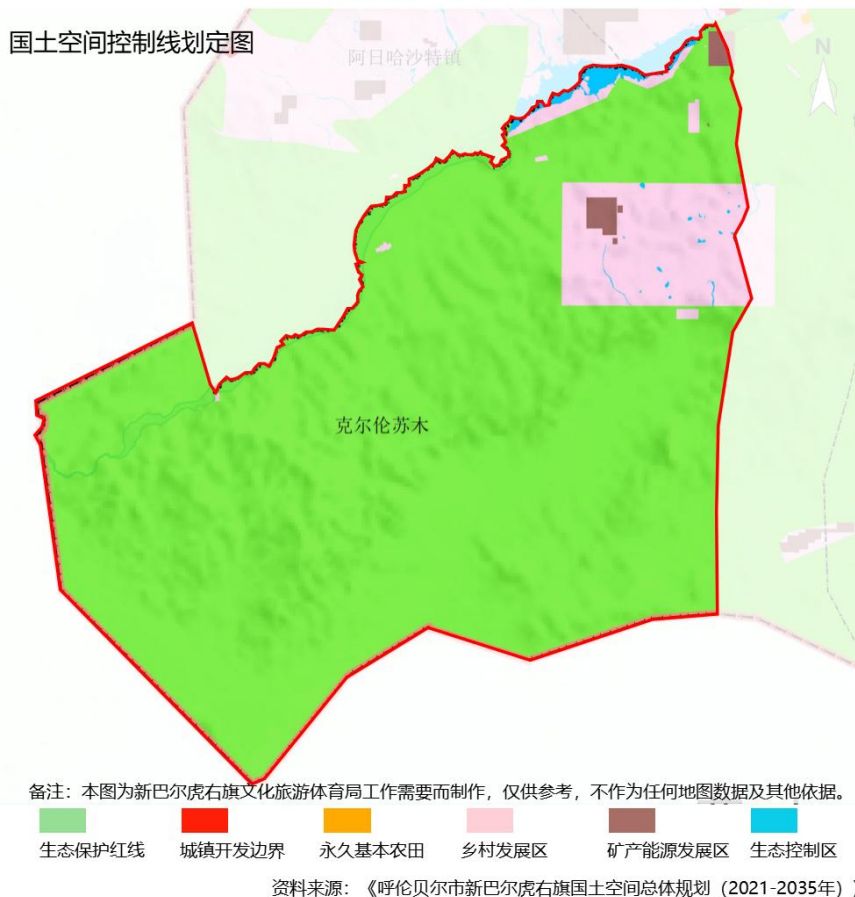 国土空间控制线划定图
阿日哈沙特镇
N
克尔伦苏木
备注：本图为新巴尔虎右旗文化旅游体育局工作需要而制作，仅供参考，不作为任何地图数据及其他依据。
生态保护红线 城镇开发边界 永久基本农田 乡村发展区 矿产能源发展区 生态控制区
资料来源：《呼伦贝尔市新巴尔虎右旗国土空间总体规划（2021-2035年）》